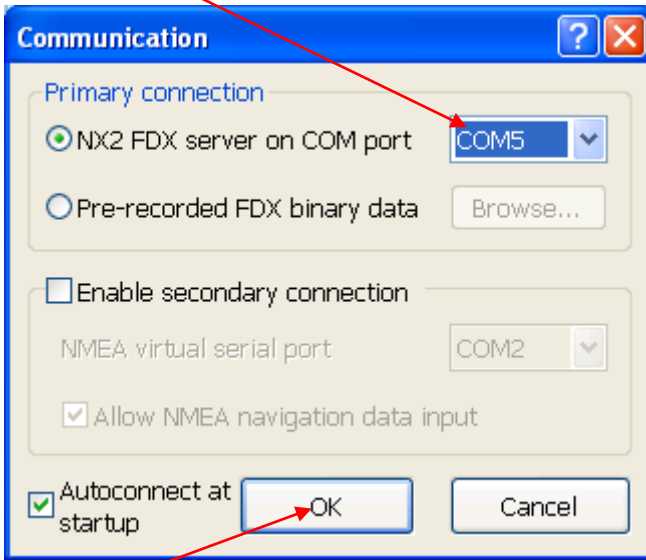 Communication
Primary connection
NX2 FDX server on COM port COM5
Pre-recorded FDX binary data Browse...
Enable secondary connection
NMEA virtual serial port COM2
Allow NMEA navigation data input
Autoconnect at
startup
OK
Cancel